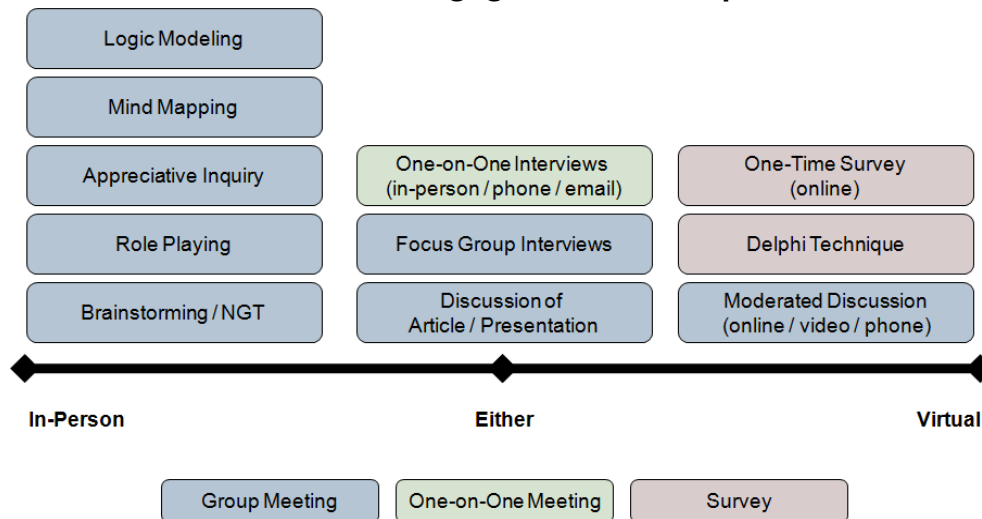 Logic Modeling
Mind Mapping
Appreciative Inquiry
Role Playing
Brainstorming / NGT
One-on-One Interviews
(in-person / phone / email)
Focus Group Interviews
Discussion of
Article / Presentation
One-Time Survey
(online)
Delphi Technique
Moderated Discussion
(online / video / phone)
In-Person
Either
Virtual
Group Meeting
One-on-One Meeting
Survey